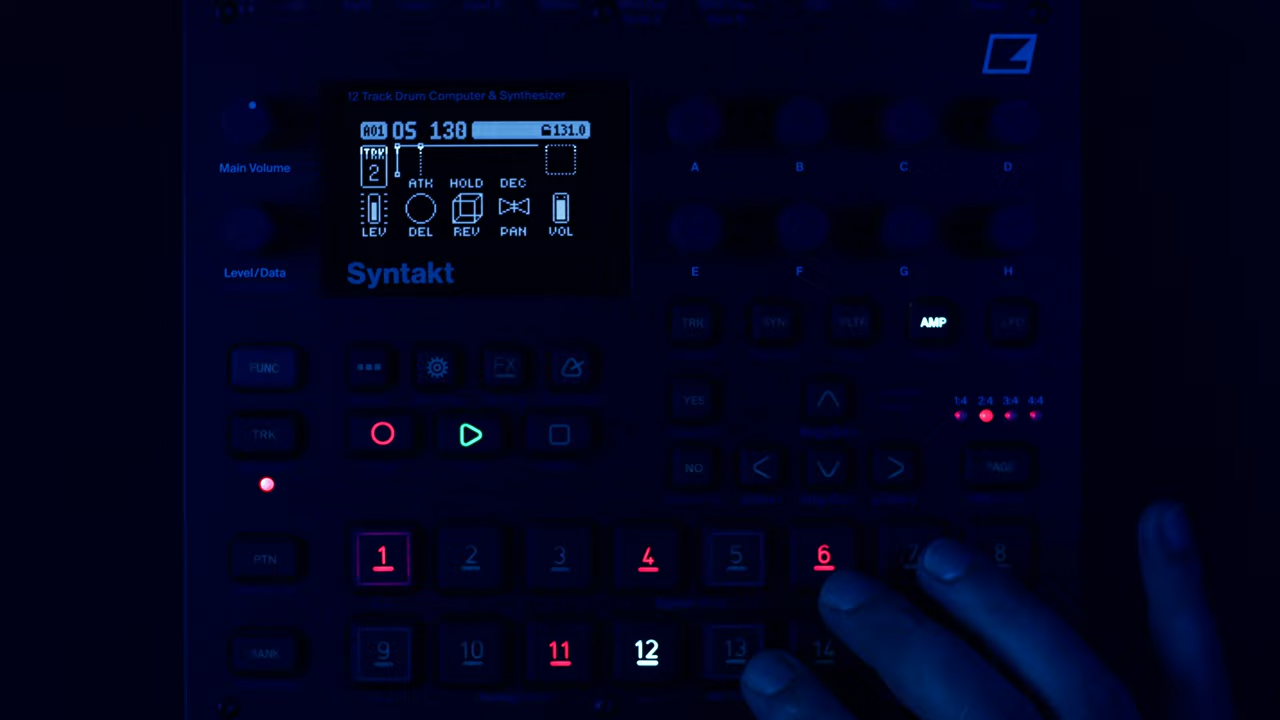 12 Track Drum Computer & Synthesizer
A01 05 130 131.0
TRK
2
ATK HOLD DEC
LEV DEL REV PAN VOL
Syntakt
Main Volume
Level/Data
A B C D
E F G H
TRK SYN FLTR AMP LFO
FUNC
FX
TRK
YES
NO
1:4 2:4 3:4 4:4
PAGE
PTN
1 2 3 4 5 6 7 8
BANK
9 10 11 12 13 14